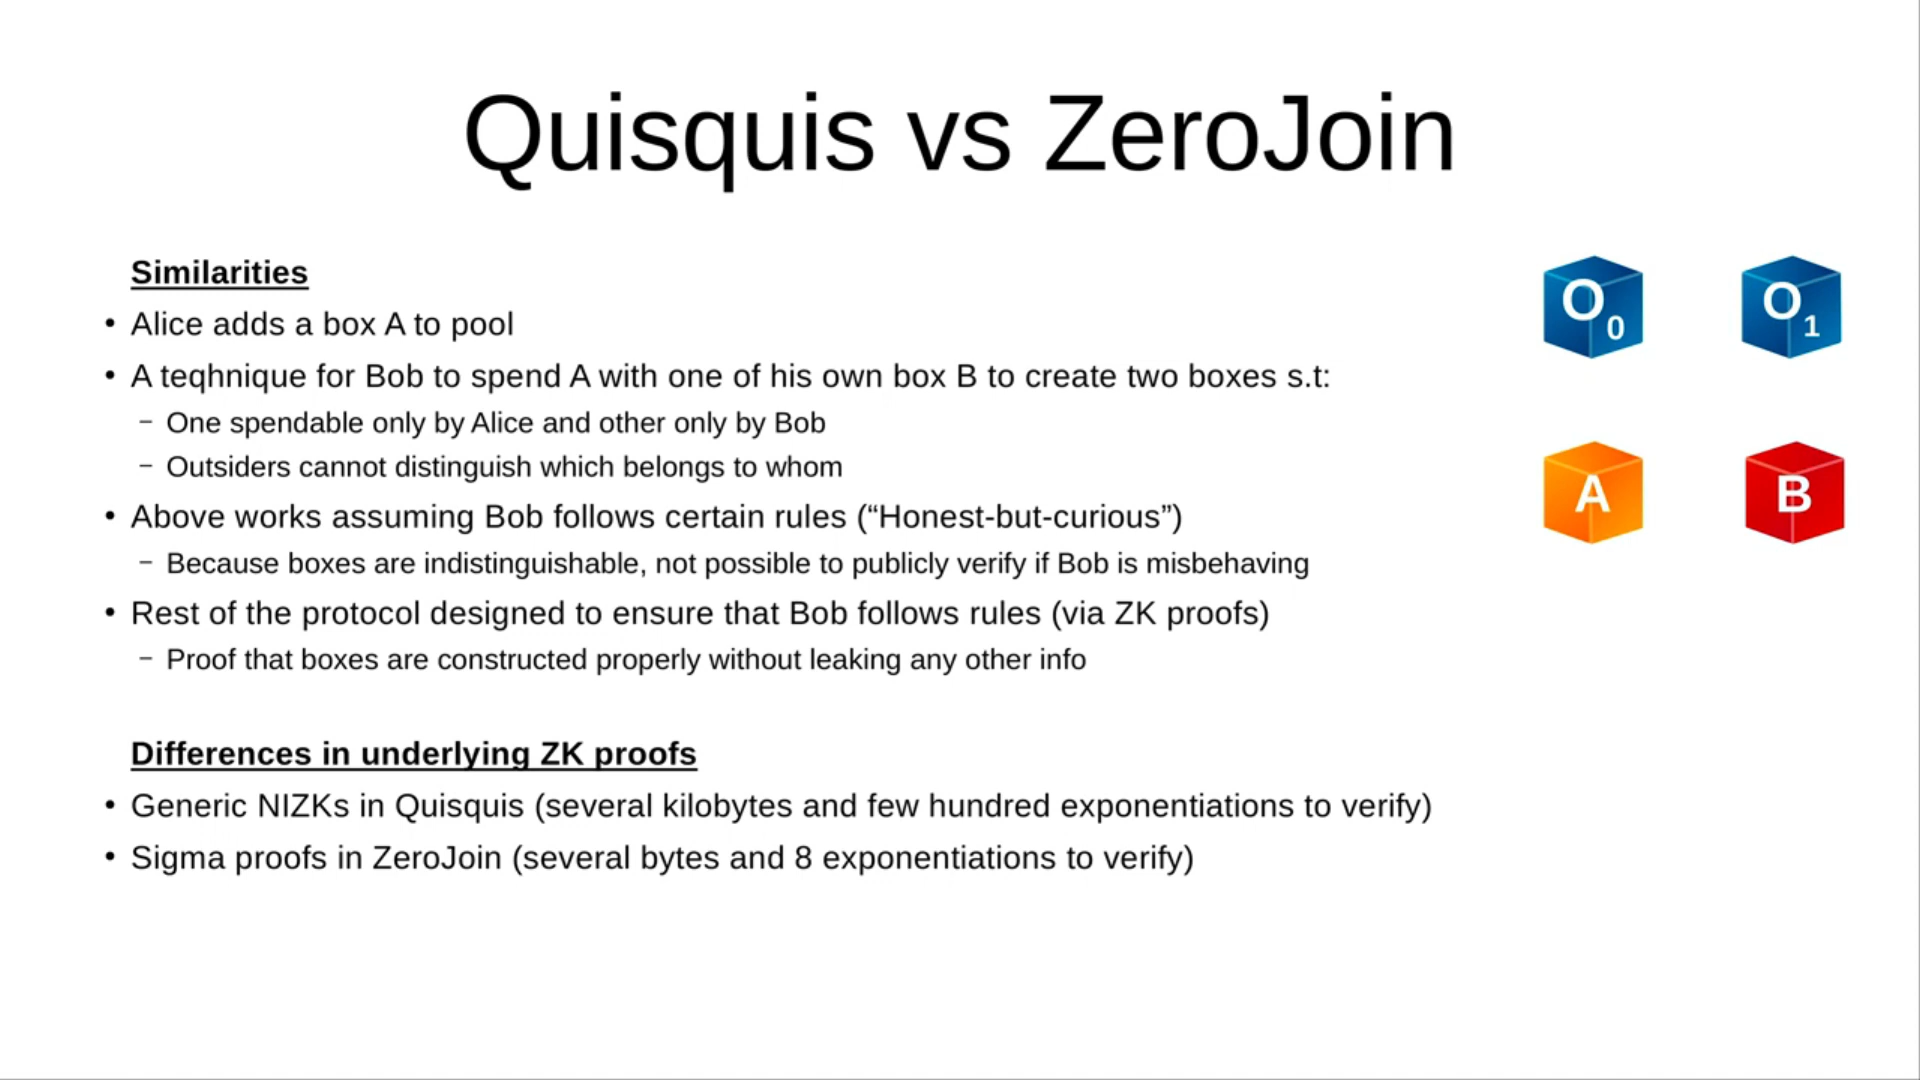 Quisquis vs ZeroJoin
Similarities
• Alice adds a box A to pool
• A teqhnique for Bob to spend A with one of his own box B to create two boxes s.t:
– One spendable only by Alice and other only by Bob
– Outsiders cannot distinguish which belongs to whom
• Above works assuming Bob follows certain rules (“Honest-but-curious”)
– Because boxes are indistinguishable, not possible to publicly verify if Bob is misbehaving
• Rest of the protocol designed to ensure that Bob follows rules (via ZK proofs)
– Proof that boxes are constructed properly without leaking any other info
Differences in underlying ZK proofs
• Generic NIZKs in Quisquis (several kilobytes and few hundred exponentiations to verify)
• Sigma proofs in ZeroJoin (several bytes and 8 exponentiations to verify)
O0 O1
A B